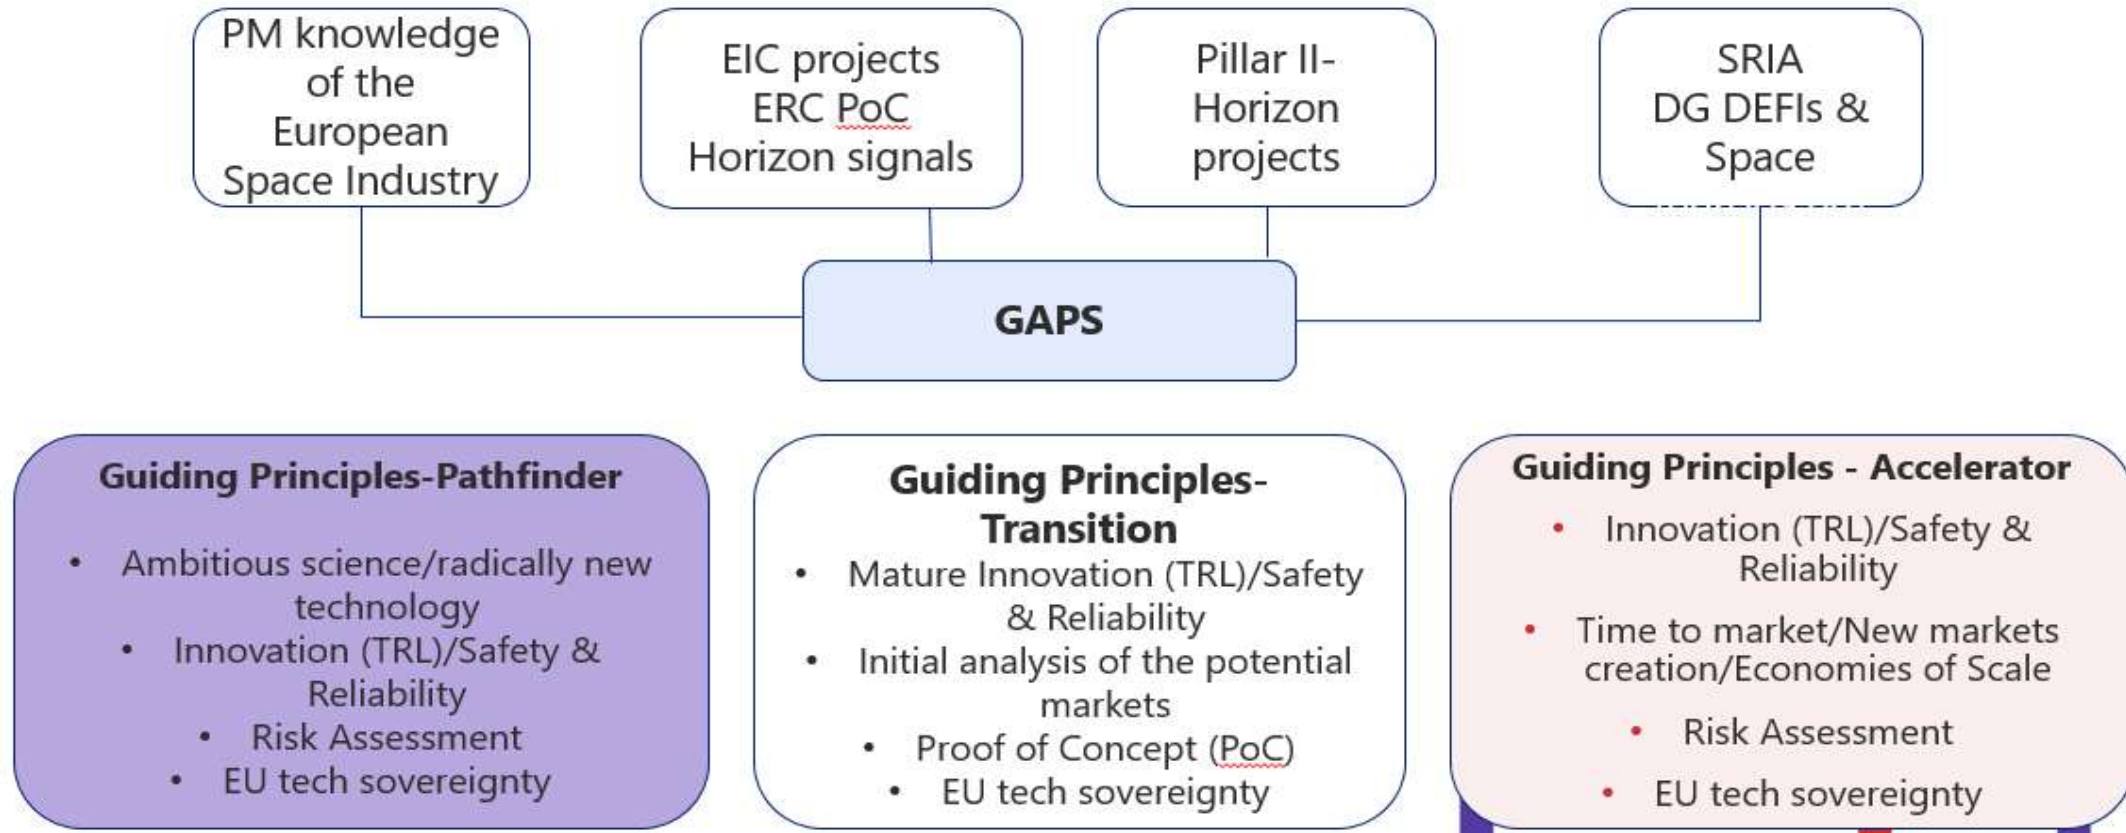 PM knowledge
of the
European
Space Industry
EIC projects
ERC PoC
Horizon signals
Pillar II-
Horizon
projects
SRIA
DG DEFIs &
Space
GAPS
Guiding Principles-Pathfinder
• Ambitious science/radically new
technology
• Innovation (TRL)/Safety &
Reliability
• Risk Assessment
• EU tech sovereignty
Guiding Principles-
Transition
• Mature Innovation (TRL)/Safety
& Reliability
• Initial analysis of the potential
markets
• Proof of Concept (PoC)
• EU tech sovereignty
Guiding Principles - Accelerator
• Innovation (TRL)/Safety &
Reliability
• Time to market/New markets
creation/Economies of Scale
• Risk Assessment
• EU tech sovereignty